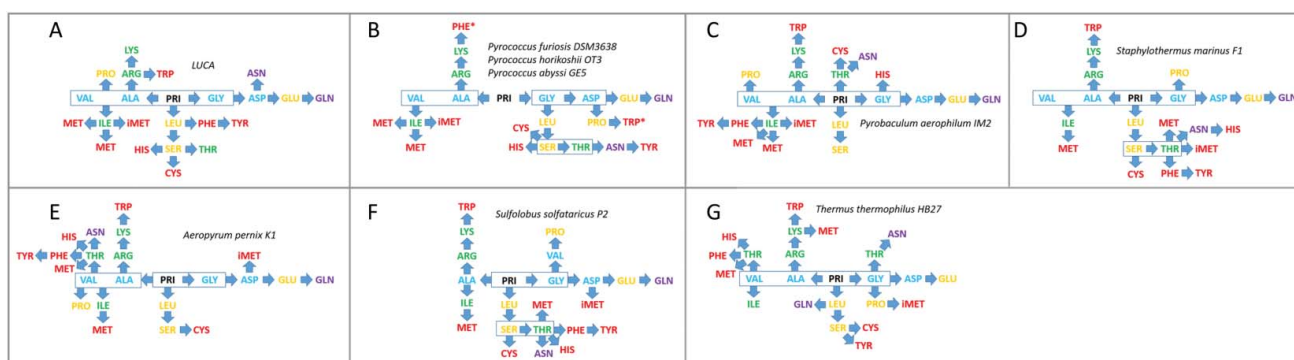 A
LUCA
LYS
PRO ARG TRP ASN
VAL ALA PRI GLY ASP GLU GLN
MET ILE iMET LEU PHE TYR
MET HIS SER THR
CYS
B
PHE*
Pyrococcus furiosis DSM3638
LYS
Pyrococcus horikoshii OT3
ARG
Pyrococcus abyssi GE5
VAL ALA PRI GLY ASP GLU GLN
MET ILE iMET LEU PRO TRP*
CYS
MET HIS SER THR ASN TYR
C
TRP
LYS CYS ASN
PRO ARG THR HIS
VAL ALA PRI GLY ASP GLU GLN
TYR PHE ILE iMET LEU
Pyrobaculum aerophilum IM2
MET MET SER
D
TRP
Staphylothermus marinus F1
LYS
ARG PRO
VAL ALA PRI GLY ASP GLU GLN
ILE LEU MET ASN HIS
MET SER THR iMET
CYS PHE TYR
E
TRP
Aeropyrum pernix K1
HIS ASN LYS
TYR PHE THR ARG iMET
MET
VAL ALA PRI GLY ASP GLU GLN
PRO ILE LEU
MET SER CYS
F
TRP
Sulfolobus solfataricus P2
LYS PRO
ARG VAL
ALA PRI GLY ASP GLU GLN
ILE LEU MET iMET
MET SER THR PHE TYR
CYS ASN HIS
G
TRP
Thermus thermophilus HB27
HIS LYS MET ASN
PHE THR ARG THR
MET
VAL ALA PRI GLY ASP GLU
ILE GLN LEU PRO iMET
SER CYS
TYR